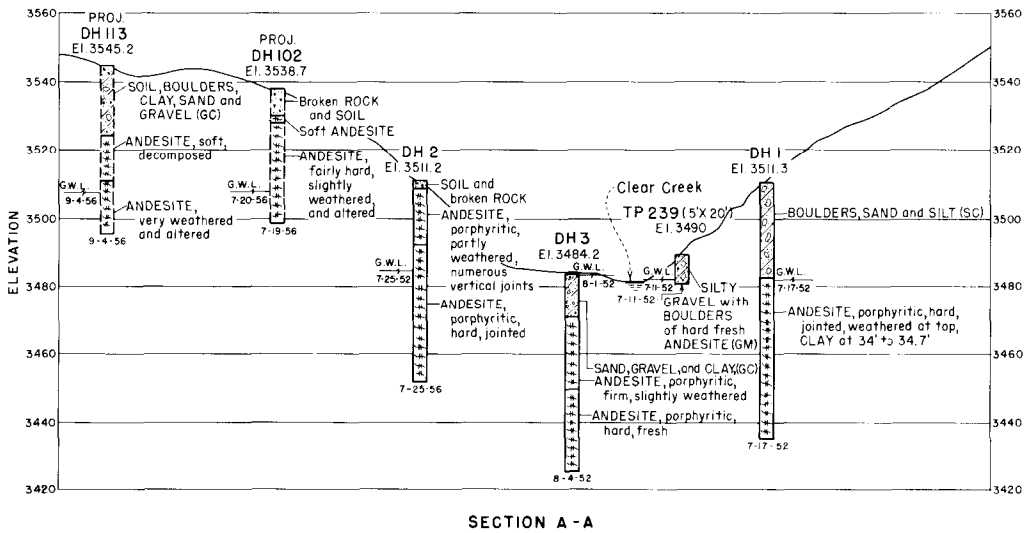 PROJ.
DH 113
El. 3545.2
SOIL, BOULDERS,
CLAY, SAND and
GRAVEL (GC)
ANDESITE, soft,
decomposed
G.W.L.
9-4-56
ANDESITE,
very weathered
and altered
9-4-56
PROJ.
DH 102
El. 3538.7
Broken ROCK
and SOIL
Soft ANDESITE
ANDESITE,
fairly hard,
slightly
weathered,
and altered
G.W.L.
7-20-56
7-19-56
DH 2
El. 3511.2
SOIL and
broken ROCK
ANDESITE,
porphyritic,
partly
weathered,
numerous
vertical joints
G.W.L.
7-25-52
ANDESITE,
porphyritic,
hard, jointed
7-25-56
DH 3
El. 3484.2
G.W.L.
8-1-52
SAND, GRAVEL, and CLAY,(GC)
ANDESITE, porphyritic,
firm, slightly weathered
ANDESITE, porphyritic,
hard, fresh
8-4-52
Clear Creek
7-11-52
TP 239 (5'X 20')
El. 3490
G.W.L.
7-11-52
SILTY
GRAVEL with
BOULDERS
of hard fresh
ANDESITE (GM)
DH 1
El. 3511.3
BOULDERS, SAND and SILT (SC)
G.W.L.
7-17-52
ANDESITE, porphyritic, hard,
jointed, weathered at top,
CLAY at 34' to 34.7'
7-17-52
ELEVATION
3560
3540
3520
3500
3480
3460
3440
3420
3560
3540
3520
3500
3480
3460
3440
3420
SECTION A-A